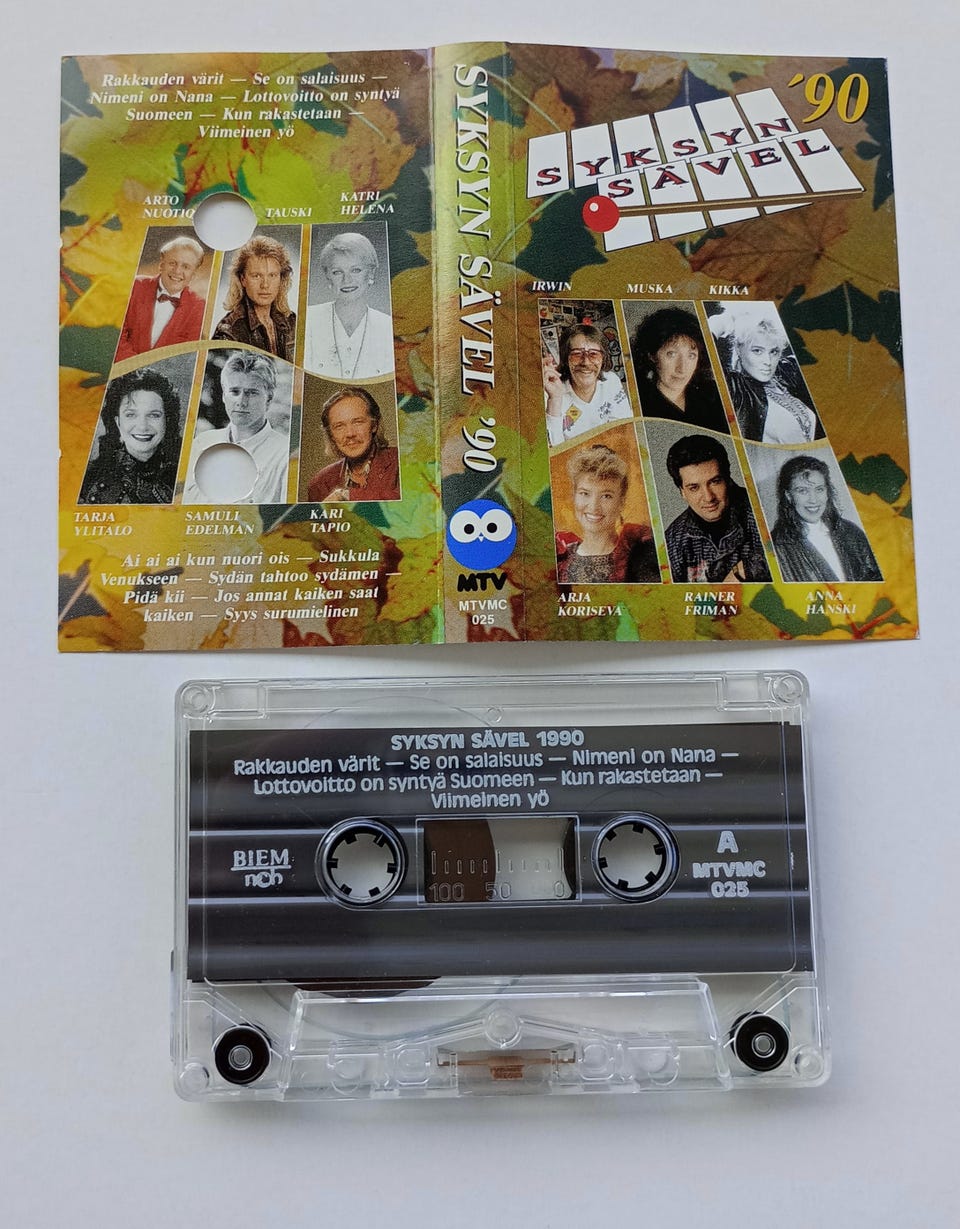 Rakkauden värit — Se on salaisuus —
Nimeni on Nana — Lottovoitto on syntyä
Suomeen — Kun rakastetaan —
Viimeinen yö
ARTO
NUOTIO
TAUSKI
KATRI
HELENA
TARJA
YLITALO
SAMULI
EDELMAN
KARI
TAPIO
Ai ai ai kun nuori ois — Sukkula
Venukseen — Sydän tahtoo sydämen —
Pidä kii — Jos annat kaiken saat
kaiken — Syys surumielinen
SYKSYN SÄVEL '90
MTV
MTVMC
025
'90
SYKSYN
SÄVEL
IRWIN
MUSKA
KIKKA
ARJA
KORISEVA
RAINER
FRIMAN
ANNA
HANSKI
SYKSYN SÄVEL 1990
Rakkauden värit — Se on salaisuus — Nimeni on Nana —
Lottovoitto on syntyä Suomeen — Kun rakastetaan —
Viimeinen yö
BIEM
ncb
100 50 0
A
MTVMC
025